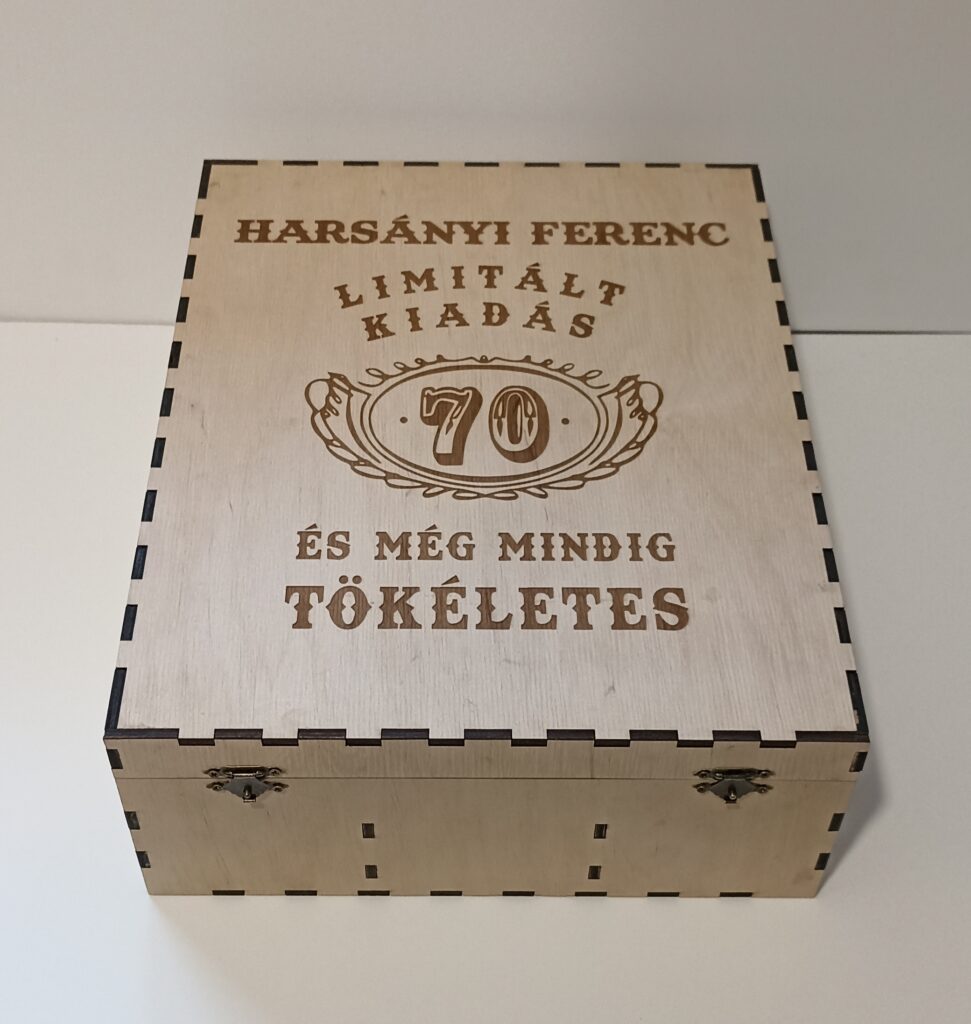 HARSÁNYI FERENC
LIMITÁLT
KIADÁS
70
ÉS MÉG MINDIG
TÖKÉLETES